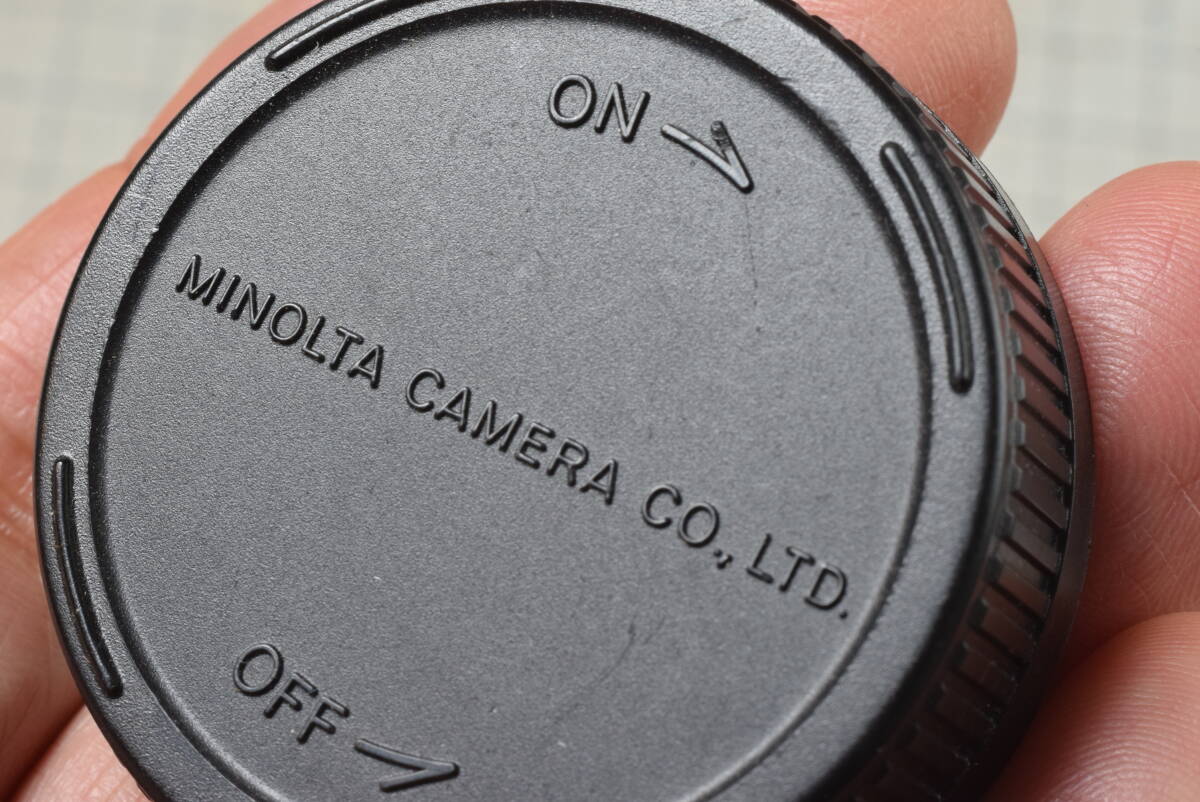 ON →
MINOLTA CAMERA CO., LTD.
OFF →